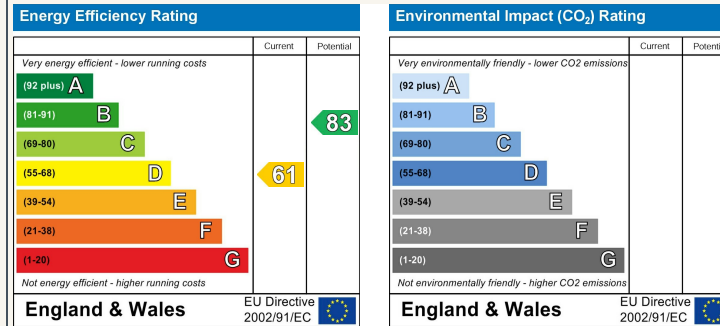 Energy Efficiency Rating
Current Potential
Very energy efficient - lower running costs
(92 plus) A
(81-91) B
83
(69-80) C
(55-68) D
61
(39-54) E
(21-38) F
(1-20) G
Not energy efficient - higher running costs
England & Wales
EU Directive
2002/91/EC
Environmental Impact (CO2) Rating
Current Potent
Very environmentally friendly - lower CO2 emissions
(92 plus) A
(81-91) B
(69-80) C
(55-68) D
(39-54) E
(21-38) F
(1-20) G
Not environmentally friendly - higher CO2 emissions
England & Wales
EU Directive
2002/91/EC